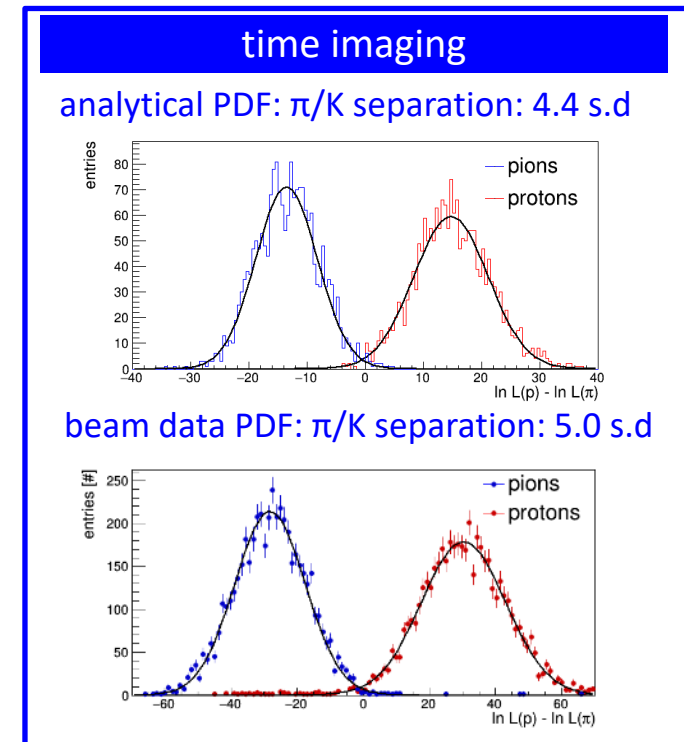 time imaging
analytical PDF: π/K separation: 4.4 s.d
entries
80
70
60
50
40
30
20
10
0
pions
protons
−40 −30 −20 −10 0 10 20 30 40
ln L(p) - ln L(π)
beam data PDF: π/K separation: 5.0 s.d
entries [#]
250
200
150
100
50
0
pions
protons
−60 −40 −20 0 20 40 60
ln L(p) - ln L(π)